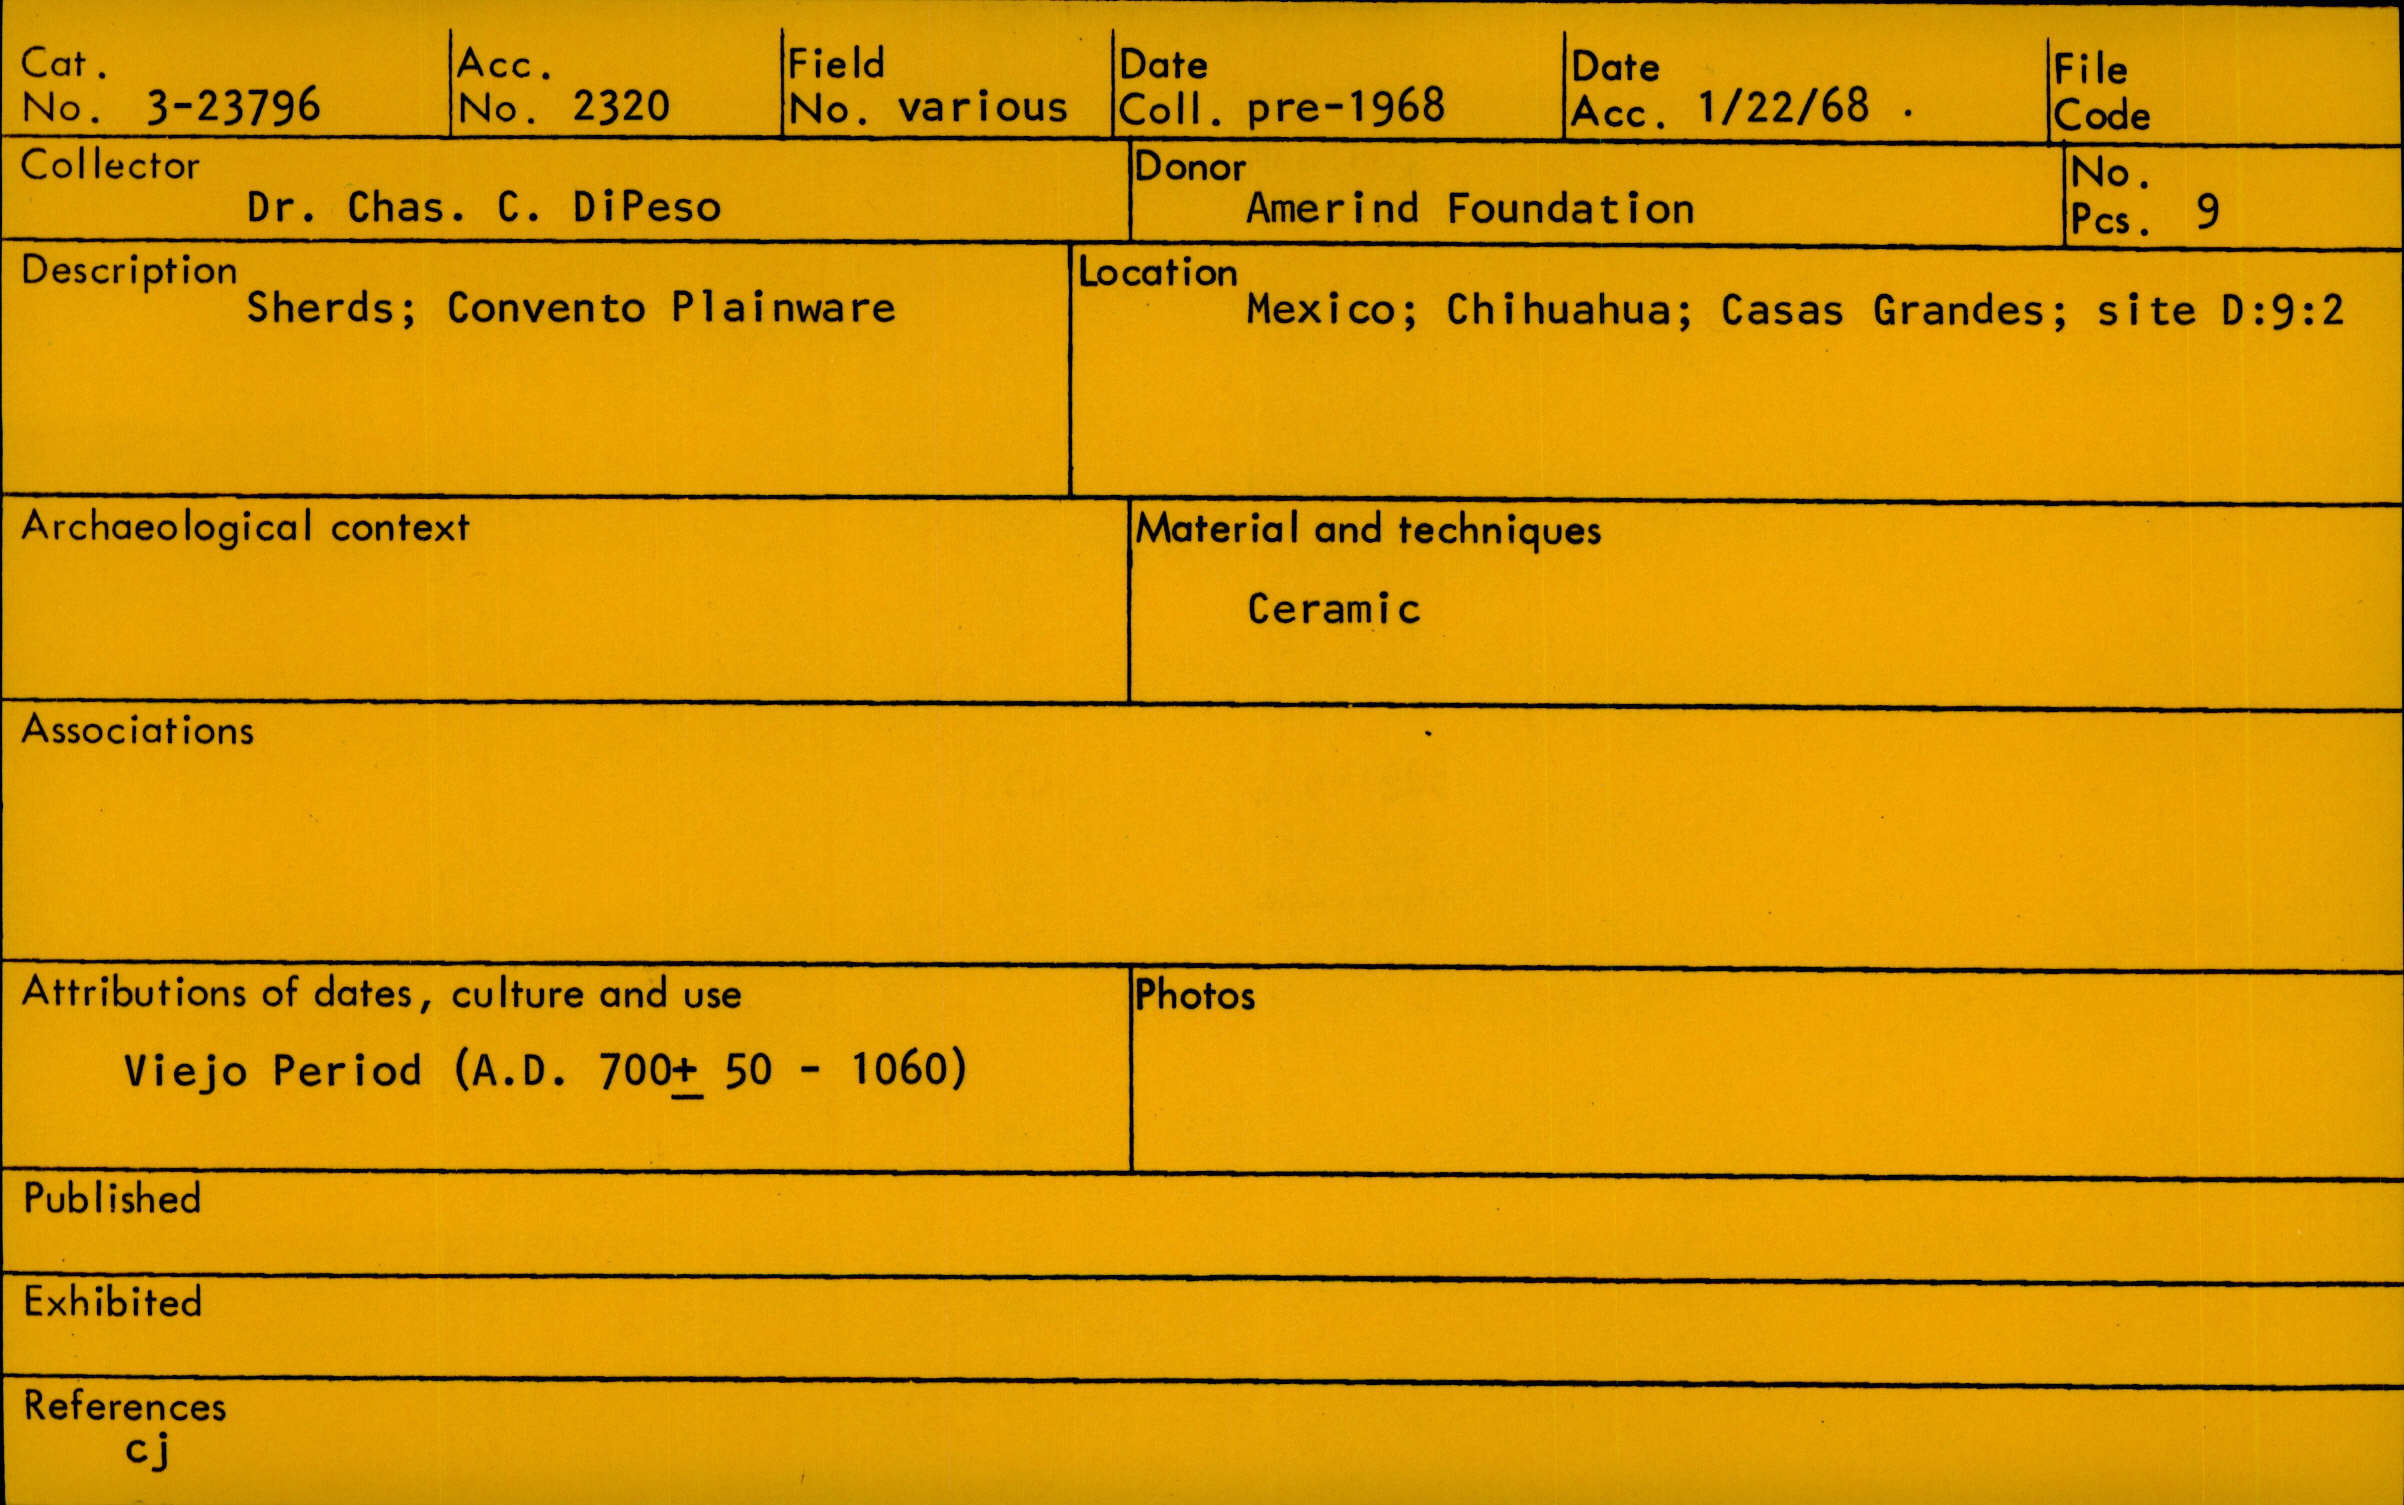 Cat. No. 3-23796
Acc. No. 2320
Field No. various
Date Coll. pre-1968
Date Acc. 1/22/68 .
File Code
Collector
Dr. Chas. C. DiPeso
Donor
Amerind Foundation
No. Pcs. 9
Description
Sherds; Convento Plainware
Location
Mexico; Chihuahua; Casas Grandes; site D:9:2
Archaeological context
Material and techniques
Ceramic
Associations
Attributions of dates, culture and use
Viejo Period (A.D. 700± 50 - 1060)
Photos
Published
Exhibited
References
cj